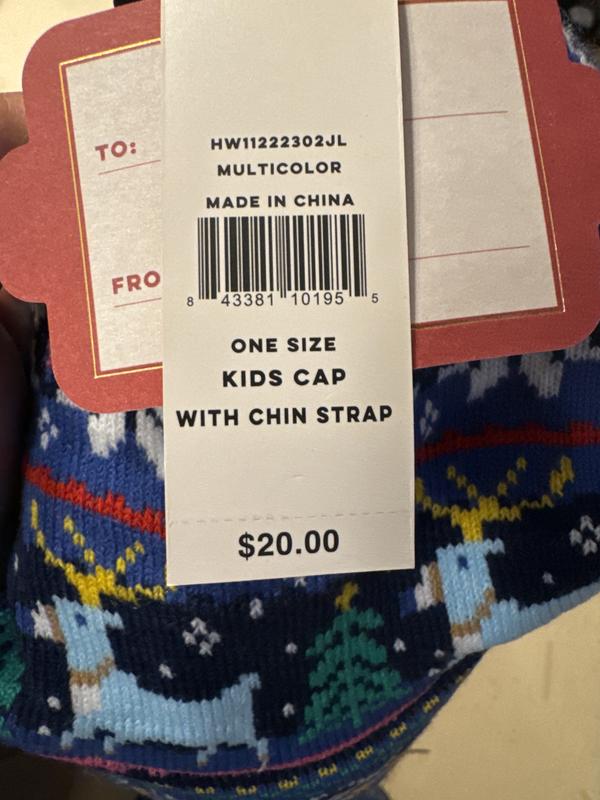 TO:
FRO
HW11222302JL
MULTICOLOR
MADE IN CHINA
8 43381 10195 5
ONE SIZE
KIDS CAP
WITH CHIN STRAP
$20.00